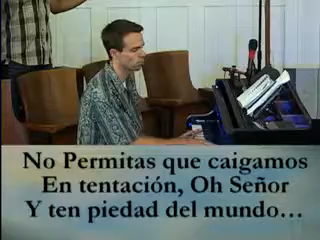 No Permitas que caigamos
En tentación, Oh Señor
Y ten piedad del mundo…